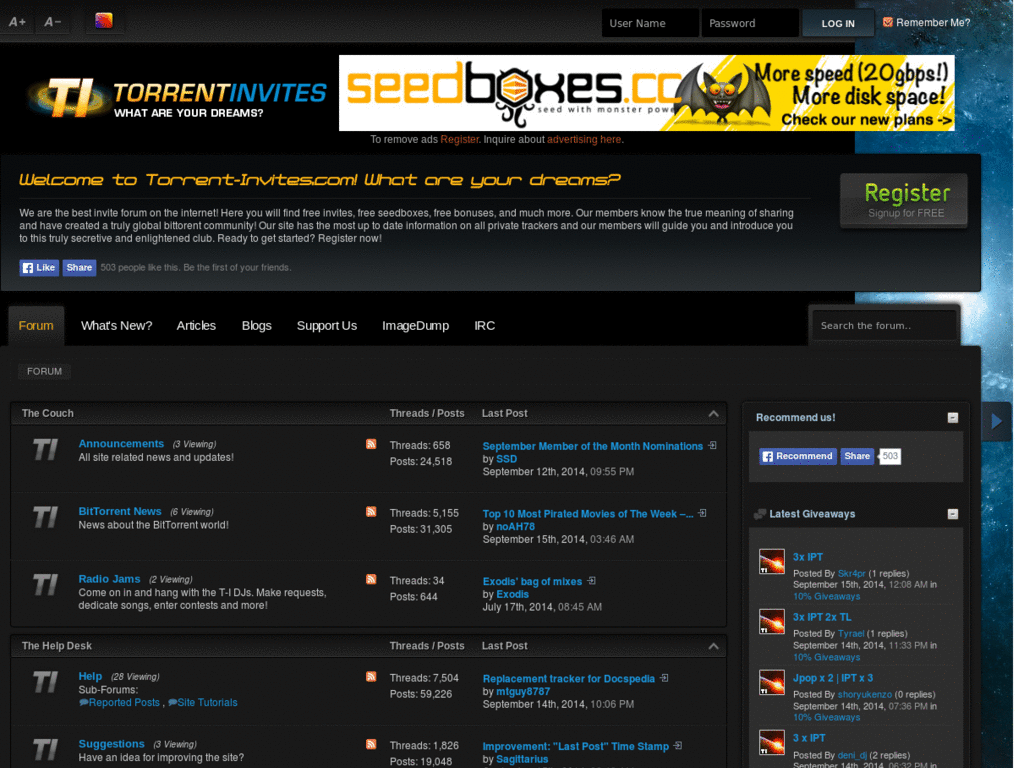 A+ A−
User Name
Password
LOG IN
Remember Me?
TI TORRENTINVITES
WHAT ARE YOUR DREAMS?
seedboxes.cc
seed with monster power
More speed (20gbps!)
More disk space!
Check our new plans ->
To remove ads Register. Inquire about advertising here.
Welcome to Torrent-Invites.com! What are your dreams?
We are the best invite forum on the internet! Here you will find free invites, free seedboxes, free bonuses, and much more. Our members know the true meaning of sharing
and have created a truly global bittorent community! Our site has the most up to date information on all private trackers and our members will guide you and introduce you
to this truly secretive and enlightened club. Ready to get started? Register now!
Register
Signup for FREE
Like Share 503 people like this. Be the first of your friends.
Forum What's New? Articles Blogs Support Us ImageDump IRC
Search the forum..
FORUM
The Couch Threads / Posts Last Post
TI Announcements (3 Viewing)
All site related news and updates!
Threads: 658
Posts: 24,518
September Member of the Month Nominations
by SSD
September 12th, 2014, 09:55 PM
TI BitTorrent News (6 Viewing)
News about the BitTorrent world!
Threads: 5,155
Posts: 31,305
Top 10 Most Pirated Movies of The Week –...
by noAH78
September 15th, 2014, 03:46 AM
TI Radio Jams (2 Viewing)
Come on in and hang with the T-I DJs. Make requests,
dedicate songs, enter contests and more!
Threads: 34
Posts: 644
Exodis' bag of mixes
by Exodis
July 17th, 2014, 08:45 AM
The Help Desk Threads / Posts Last Post
TI Help (28 Viewing)
Sub-Forums:
Reported Posts , Site Tutorials
Threads: 7,504
Posts: 59,226
Replacement tracker for Docspedia
by mtguy8787
September 14th, 2014, 10:06 PM
TI Suggestions (3 Viewing)
Have an idea for improving the site?
Threads: 1,826
Posts: 19,048
Improvement: "Last Post" Time Stamp
by Sagittarius
Recommend us!
Recommend Share 503
Latest Giveaways
TI 3x IPT
Posted By Skr4pr (1 replies)
September 15th, 2014, 12:08 AM in
10% Giveaways
TI 3x IPT 2x TL
Posted By Tyrael (1 replies)
September 14th, 2014, 11:33 PM in
10% Giveaways
TI Jpop x 2 | IPT x 3
Posted By shoryukenzo (0 replies)
September 14th, 2014, 07:36 PM in
10% Giveaways
TI 3 x IPT
Posted By deni_dj (2 replies)
September 14th, 2014, 06:32 PM in